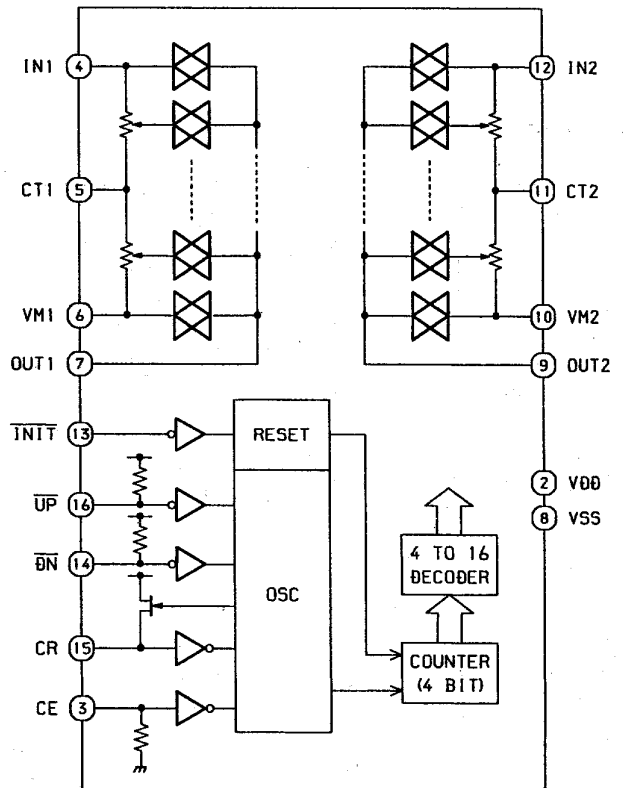 IN1 4
CT1 5
VM1 6
OUT1 7
12 IN2
11 CT2
10 VM2
9 OUT2
INIT 13
UP 16
DN 14
CR 15
CE 3
RESET
OSC
2 VDD
8 VSS
4 TO 16
DECODER
COUNTER
(4 BIT)